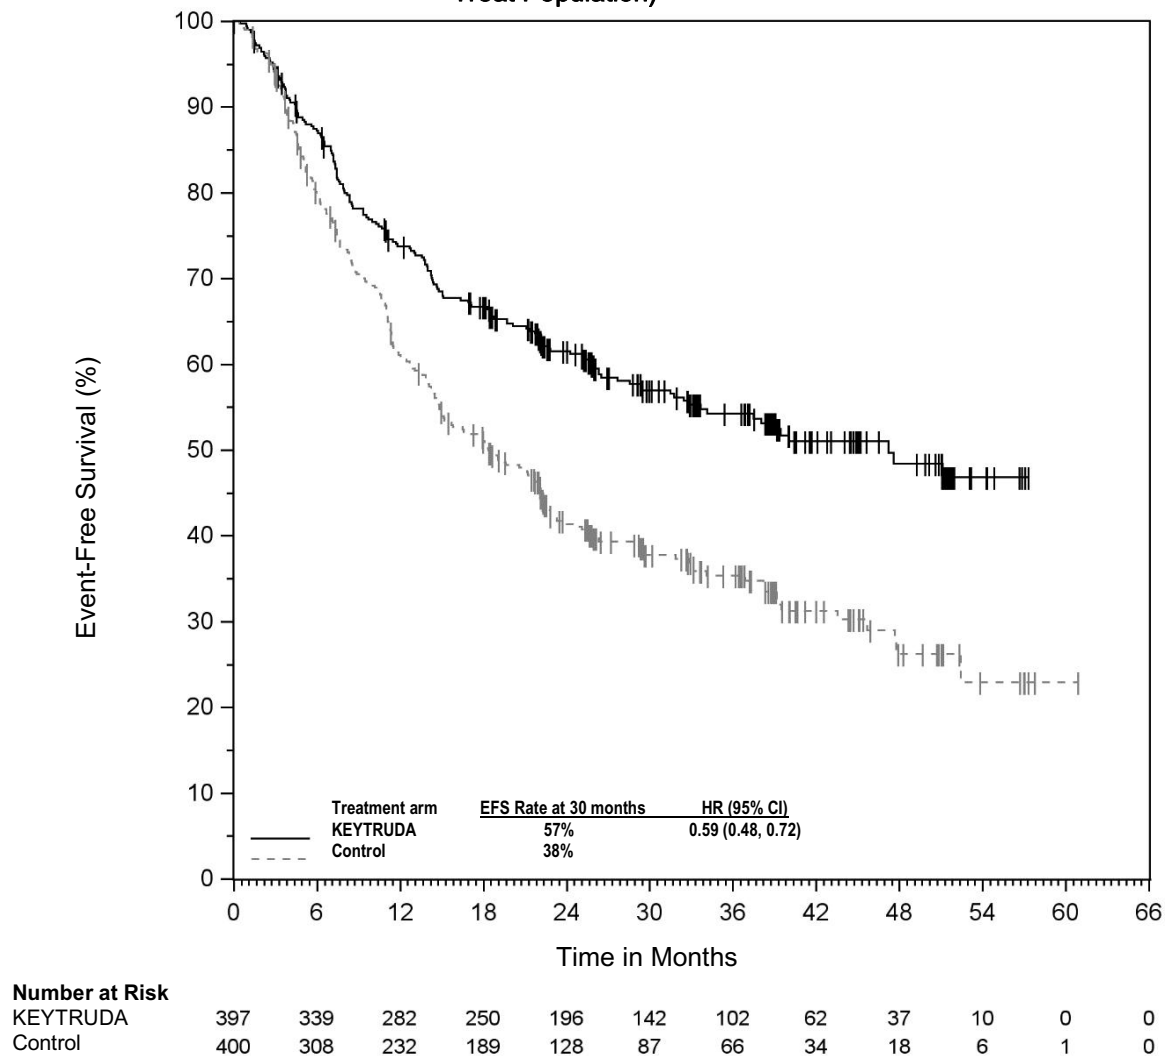 Treat Population)
100
90
80
70
60
50
40
30
20
10
0
Event-Free Survival (%)
Treatment arm EFS Rate at 30 months HR (95% CI)
KEYTRUDA 57% 0.59 (0.48, 0.72)
Control 38%
0 6 12 18 24 30 36 42 48 54 60 66
Time in Months
Number at Risk
KEYTRUDA 397 339 282 250 196 142 102 62 37 10 0 0
Control 400 308 232 189 128 87 66 34 18 6 1 0